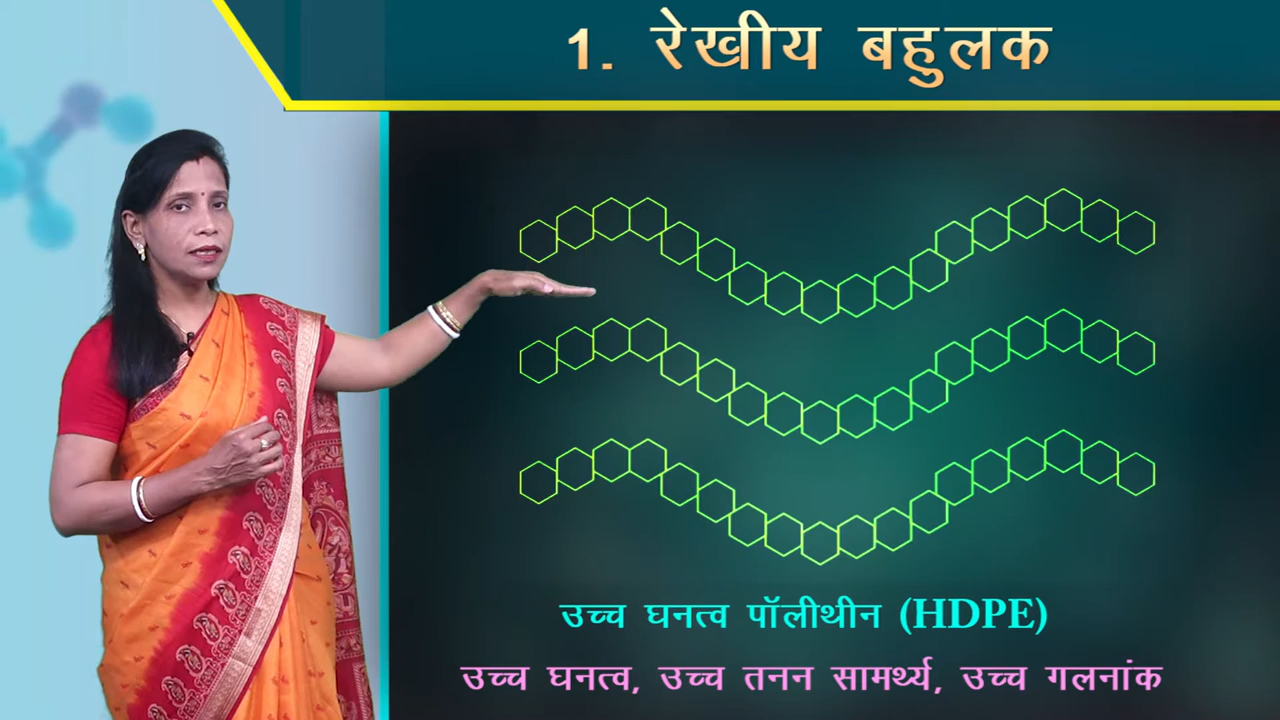 1. रेखीय बहुलक
उच्च घनत्व पॉलीथीन (HDPE)
उच्च घनत्व, उच्च तनन सामर्थ्य, उच्च गलनांक